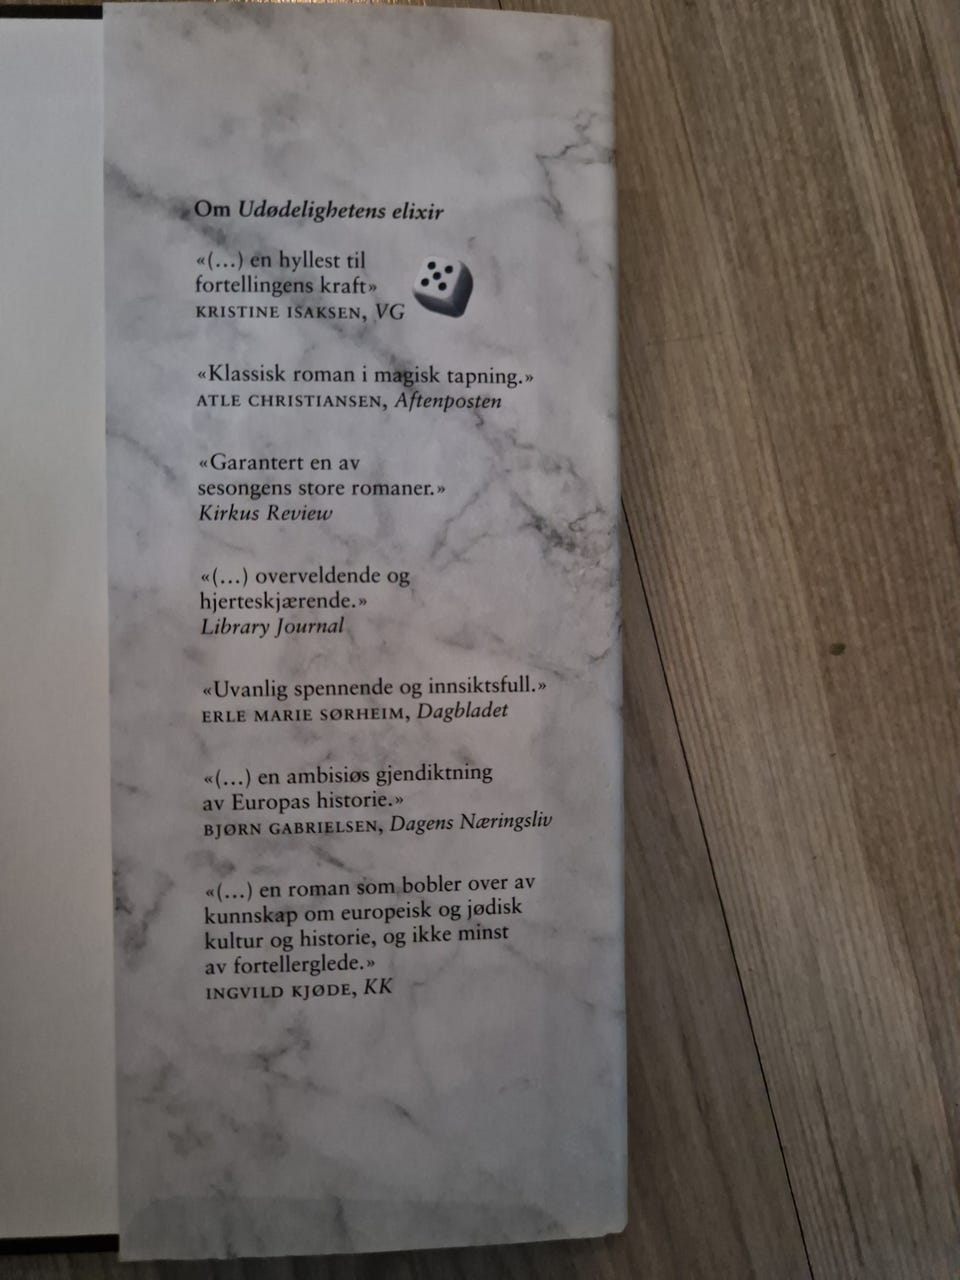 Om Udødelighetens elixir
«(...) en hyllest til
fortellingens kraft»
KRISTINE ISAKSEN, VG
«Klassisk roman i magisk tapning.»
ATLE CHRISTIANSEN, Aftenposten
«Garantert en av
sesongens store romaner.»
Kirkus Review
«(...) overveldende og
hjerteskjærende.»
Library Journal
«Uvanlig spennende og innsiktsfull.»
ERLE MARIE SØRHEIM, Dagbladet
«(...) en ambisiøs gjendiktning
av Europas historie.»
BJØRN GABRIELSEN, Dagens Næringsliv
«(...) en roman som bobler over av
kunnskap om europeisk og jødisk
kultur og historie, og ikke minst
av fortellerglede.»
INGVILD KJØDE, KK